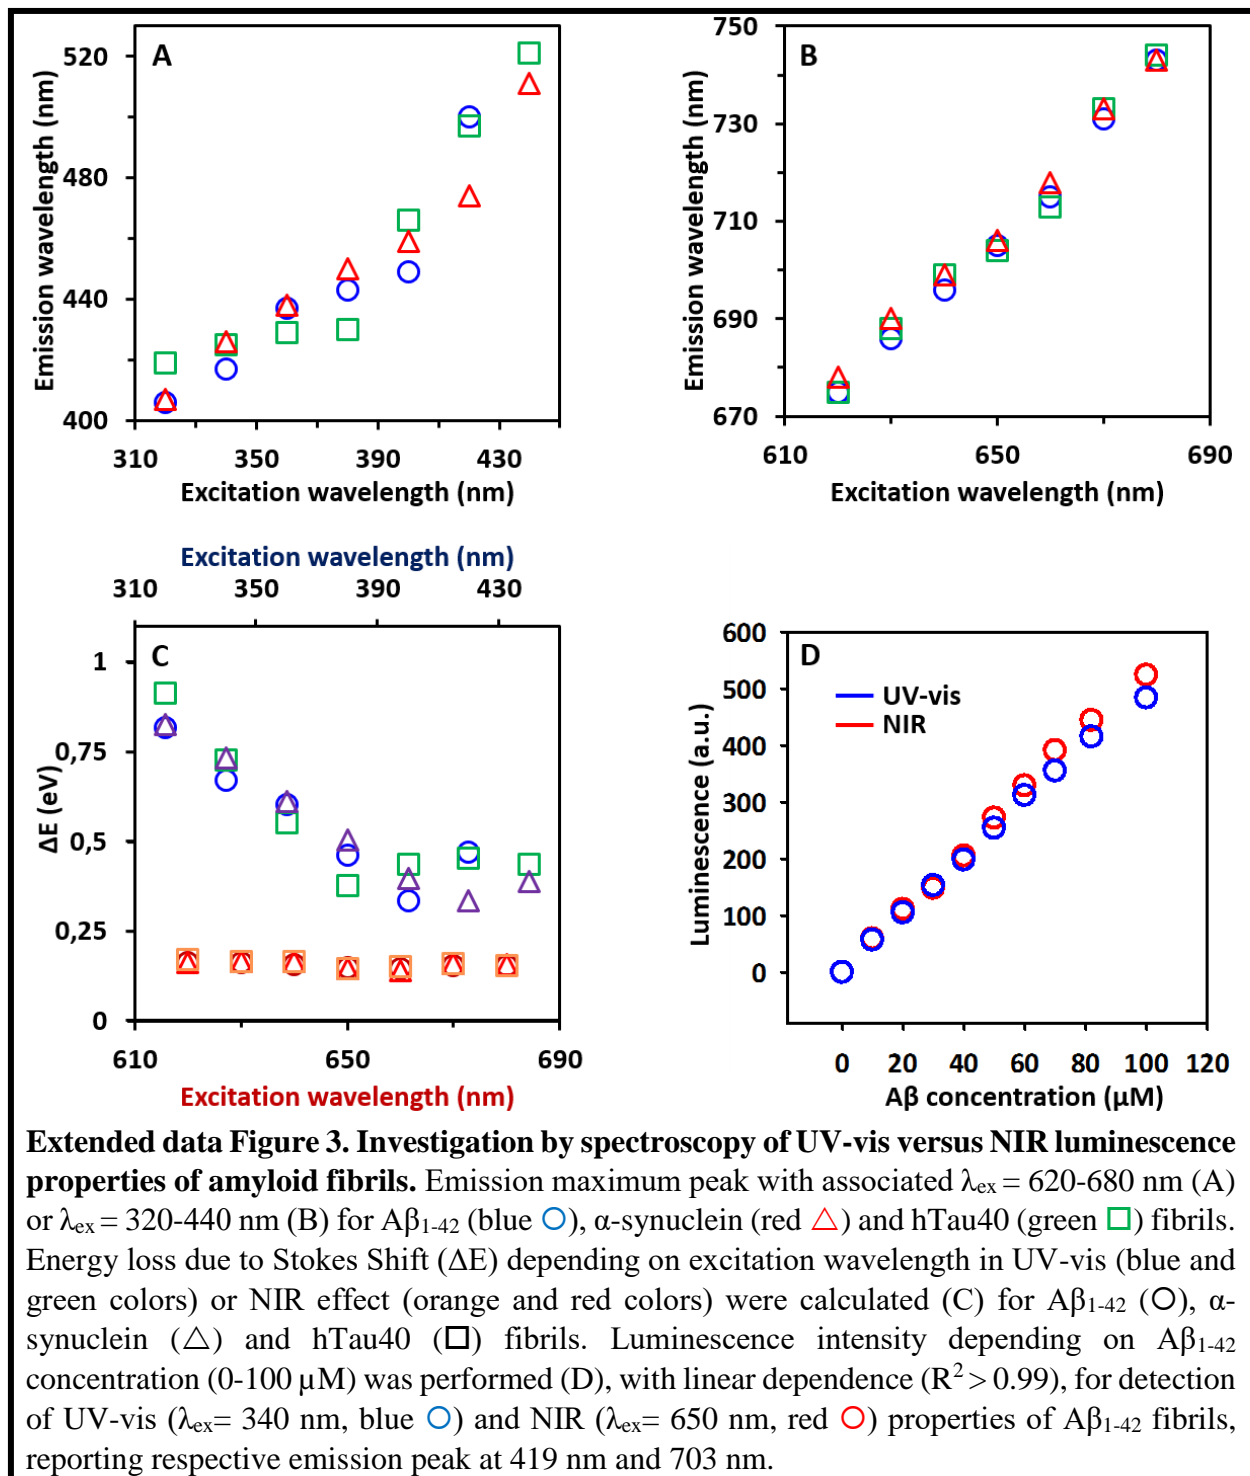 A
520
480
440
400
Emission wavelength (nm)
310 350 390 430
Excitation wavelength (nm)
B
750
730
710
690
670
Emission wavelength (nm)
610 650 690
Excitation wavelength (nm)
Excitation wavelength (nm)
310 350 390 430
C
1
0,75
0,5
0,25
0
ΔE (eV)
610 650 690
Excitation wavelength (nm)
D
600
500
400
300
200
100
0
Luminescence (a.u.)
UV-vis
NIR
0 20 40 60 80 100 120
Aβ concentration (µM)
Extended data Figure 3. Investigation by spectroscopy of UV-vis versus NIR luminescence
properties of amyloid fibrils. Emission maximum peak with associated λex = 620-680 nm (A)
or λex = 320-440 nm (B) for Aβ1-42 (blue ○), α-synuclein (red △) and hTau40 (green □) fibrils.
Energy loss due to Stokes Shift (ΔE) depending on excitation wavelength in UV-vis (blue and
green colors) or NIR effect (orange and red colors) were calculated (C) for Aβ1-42 (○), α-
synuclein (△) and hTau40 (□) fibrils. Luminescence intensity depending on Aβ1-42
concentration (0-100 µM) was performed (D), with linear dependence (R² > 0.99), for detection
of UV-vis (λex= 340 nm, blue ○) and NIR (λex= 650 nm, red ○) properties of Aβ1-42 fibrils,
reporting respective emission peak at 419 nm and 703 nm.